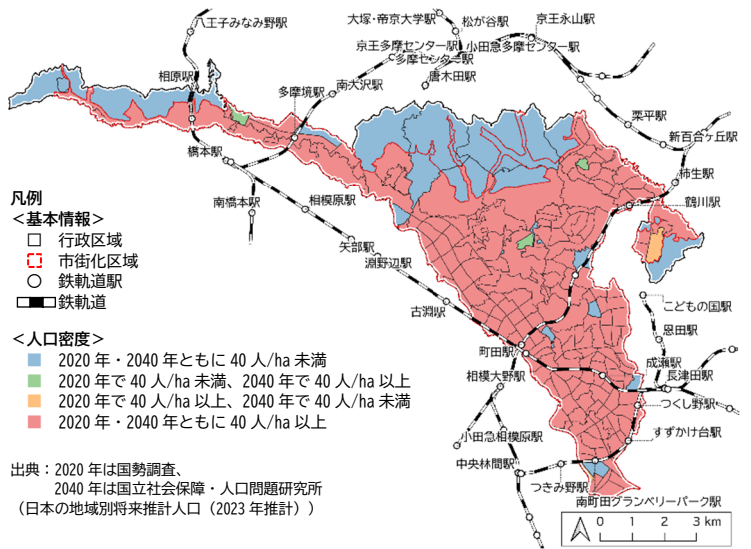 八王子みなみ野駅
大塚・帝京大学駅
松が谷駅
京王永山駅
京王多摩センター駅
小田急多摩センター駅
多摩センター駅
唐木田駅
相原駅
南大沢駅
多摩境駅
栗平駅
新百合ヶ丘駅
橋本駅
柿生駅
南橋本駅
相模原駅
鶴川駅
矢部駅
淵野辺駅
古淵駅
こどもの国駅
恩田駅
町田駅
成瀬駅
長津田駅
相模大野駅
つくし野駅
すずかけ台駅
小田急相模原駅
中央林間駅
つきみ野駅
南町田グランベリーパーク駅
凡例
＜基本情報＞
行政区域
市街化区域
鉄軌道駅
鉄軌道
＜人口密度＞
2020 年・2040 年ともに 40 人/ha 未満
2020 年で 40 人/ha 未満、2040 年で 40 人/ha 以上
2020 年で 40 人/ha 以上、2040 年で 40 人/ha 未満
2020 年・2040 年ともに 40 人/ha 以上
出典：2020 年は国勢調査、
2040 年は国立社会保障・人口問題研究所
（日本の地域別将来推計人口（2023 年推計））
0 1 2 3 km